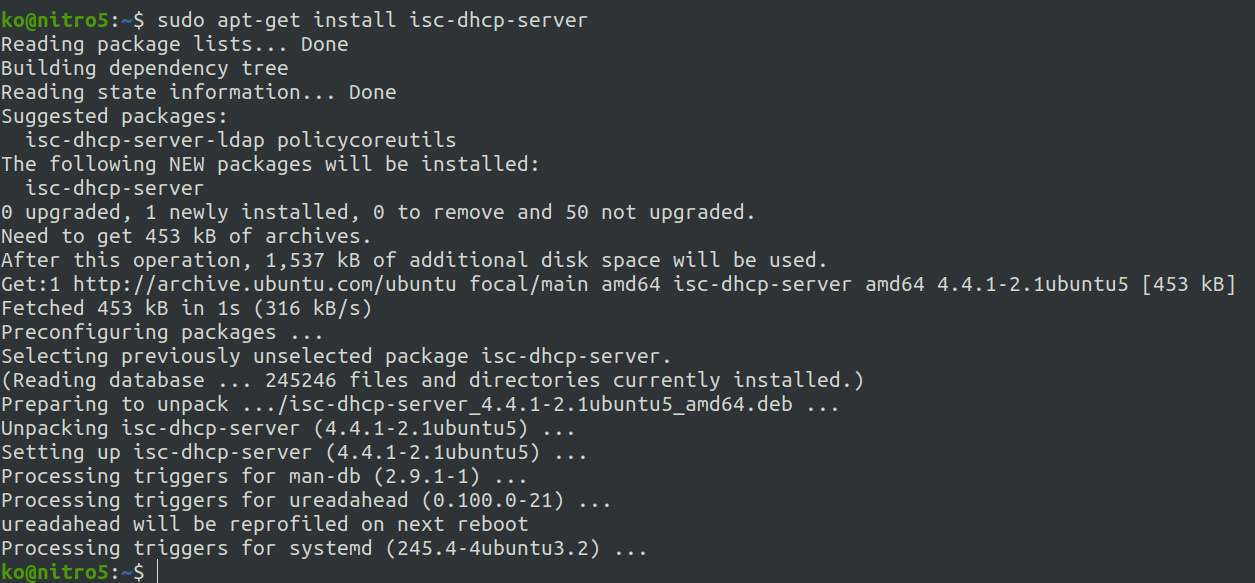 ko@nitro5:~$ sudo apt-get install isc-dhcp-server
Reading package lists... Done
Building dependency tree
Reading state information... Done
Suggested packages:
  isc-dhcp-server-ldap policycoreutils
The following NEW packages will be installed:
  isc-dhcp-server
0 upgraded, 1 newly installed, 0 to remove and 50 not upgraded.
Need to get 453 kB of archives.
After this operation, 1,537 kB of additional disk space will be used.
Get:1 http://archive.ubuntu.com/ubuntu focal/main amd64 isc-dhcp-server amd64 4.4.1-2.1ubuntu5 [453 kB]
Fetched 453 kB in 1s (316 kB/s)
Preconfiguring packages ...
Selecting previously unselected package isc-dhcp-server.
(Reading database ... 245246 files and directories currently installed.)
Preparing to unpack .../isc-dhcp-server_4.4.1-2.1ubuntu5_amd64.deb ...
Unpacking isc-dhcp-server (4.4.1-2.1ubuntu5) ...
Setting up isc-dhcp-server (4.4.1-2.1ubuntu5) ...
Processing triggers for man-db (2.9.1-1) ...
Processing triggers for ureadahead (0.100.0-21) ...
ureadahead will be reprofiled on next reboot
Processing triggers for systemd (245.4-4ubuntu3.2) ...
ko@nitro5:~$